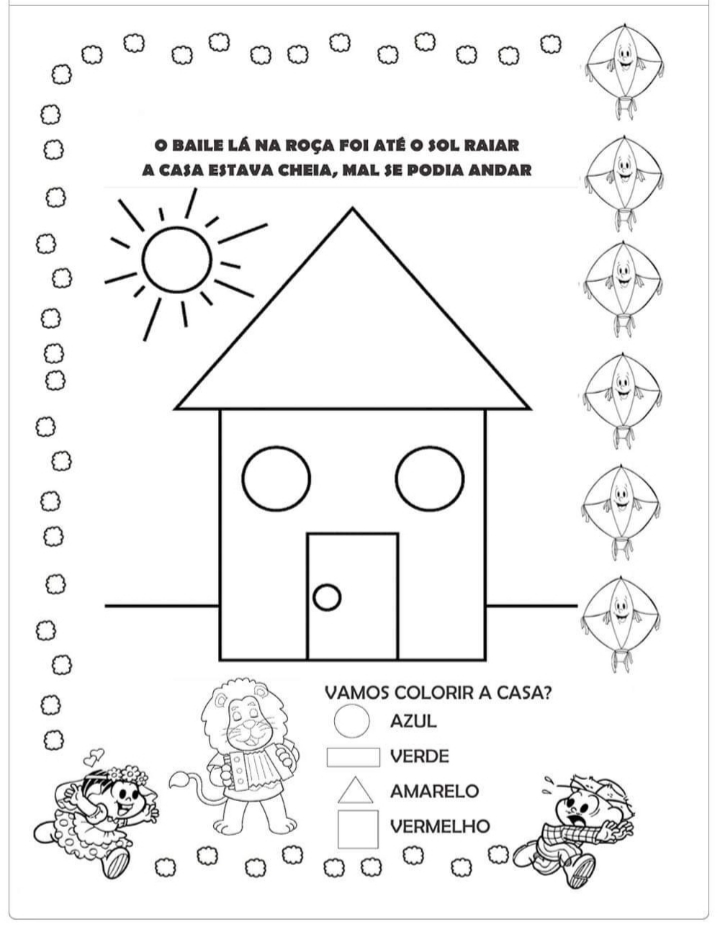 O BAILE LÁ NA ROÇA FOI ATÉ O SOL RAIAR
A CASA ESTAVA CHEIA, MAL SE PODIA ANDAR
VAMOS COLORIR A CASA?
AZUL
VERDE
AMARELO
VERMELHO